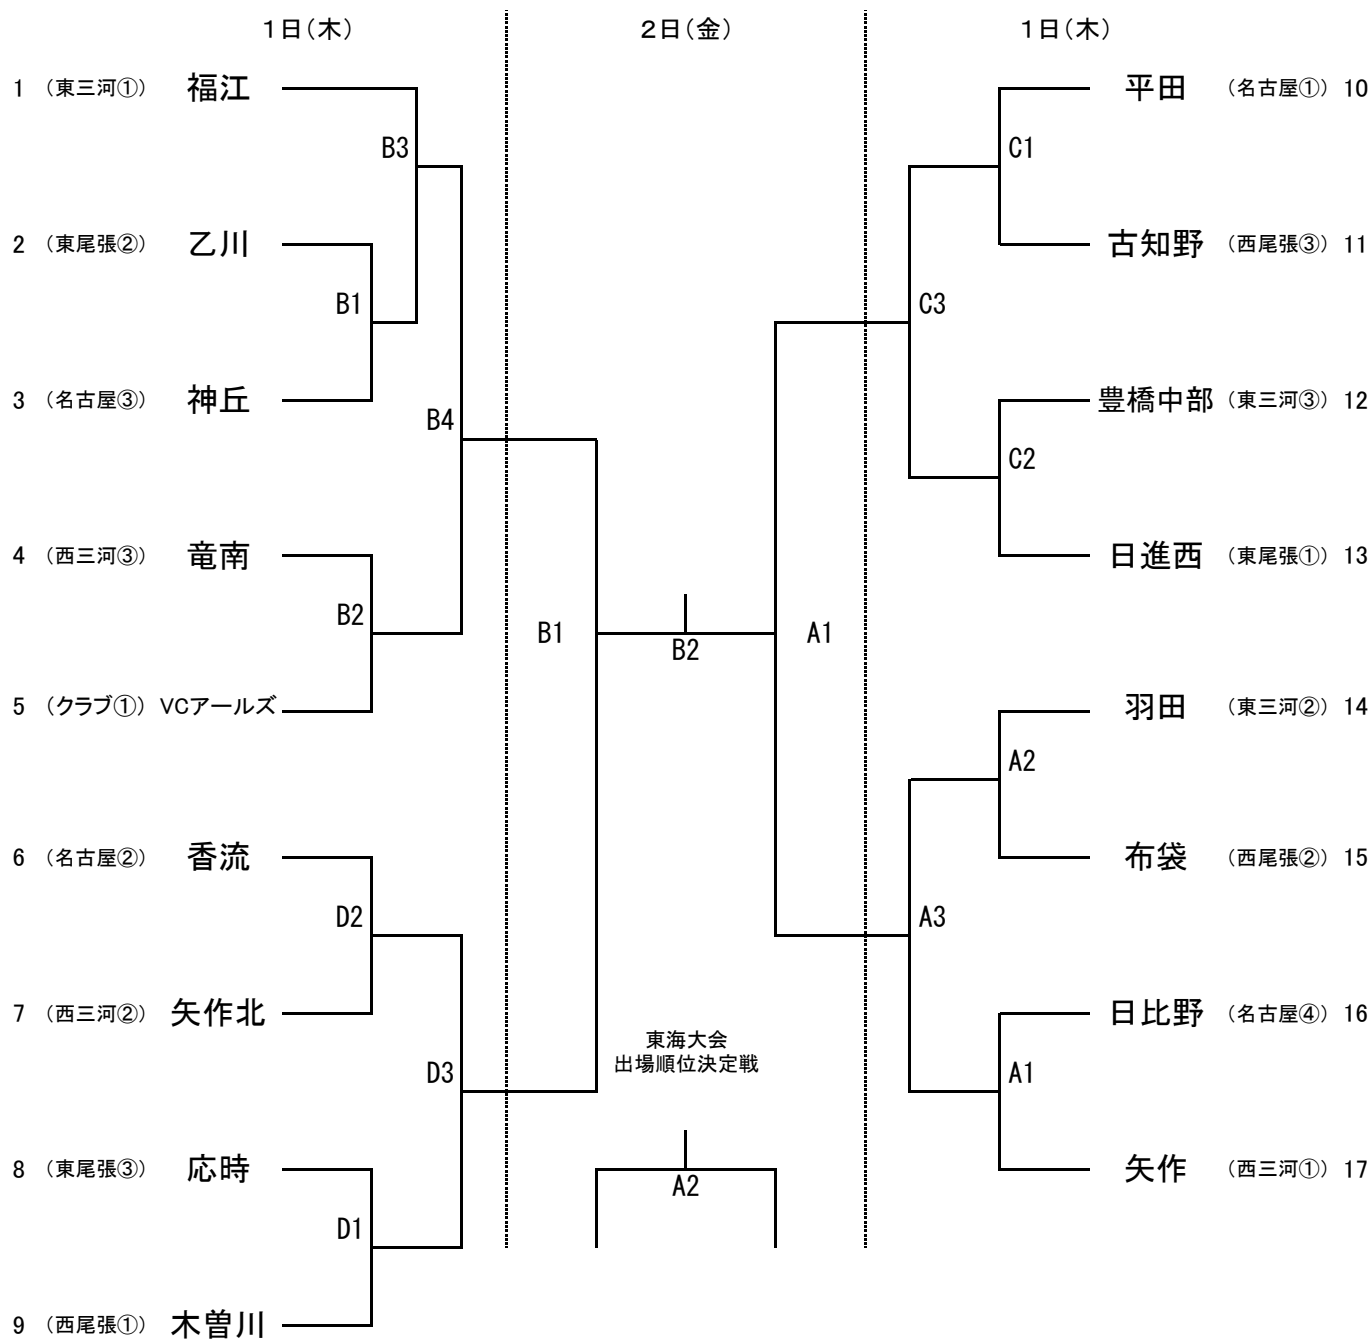 1日(木)
2日(金)
1日(木)
1 (東三河①) 福江
B3
2 (東尾張②) 乙川
B1
3 (名古屋③) 神丘
B4
4 (西三河③) 竜南
B2
5 (クラブ①) VCアールズ
6 (名古屋②) 香流
D2
7 (西三河②) 矢作北
D3
8 (東尾張③) 応時
D1
9 (西尾張①) 木曽川
B1
B2
A1
東海大会
出場順位決定戦
A2
平田 (名古屋①) 10
C1
古知野 (西尾張③) 11
C3
豊橋中部 (東三河③) 12
C2
日進西 (東尾張①) 13
羽田 (東三河②) 14
A2
布袋 (西尾張②) 15
A3
日比野 (名古屋④) 16
A1
矢作 (西三河①) 17